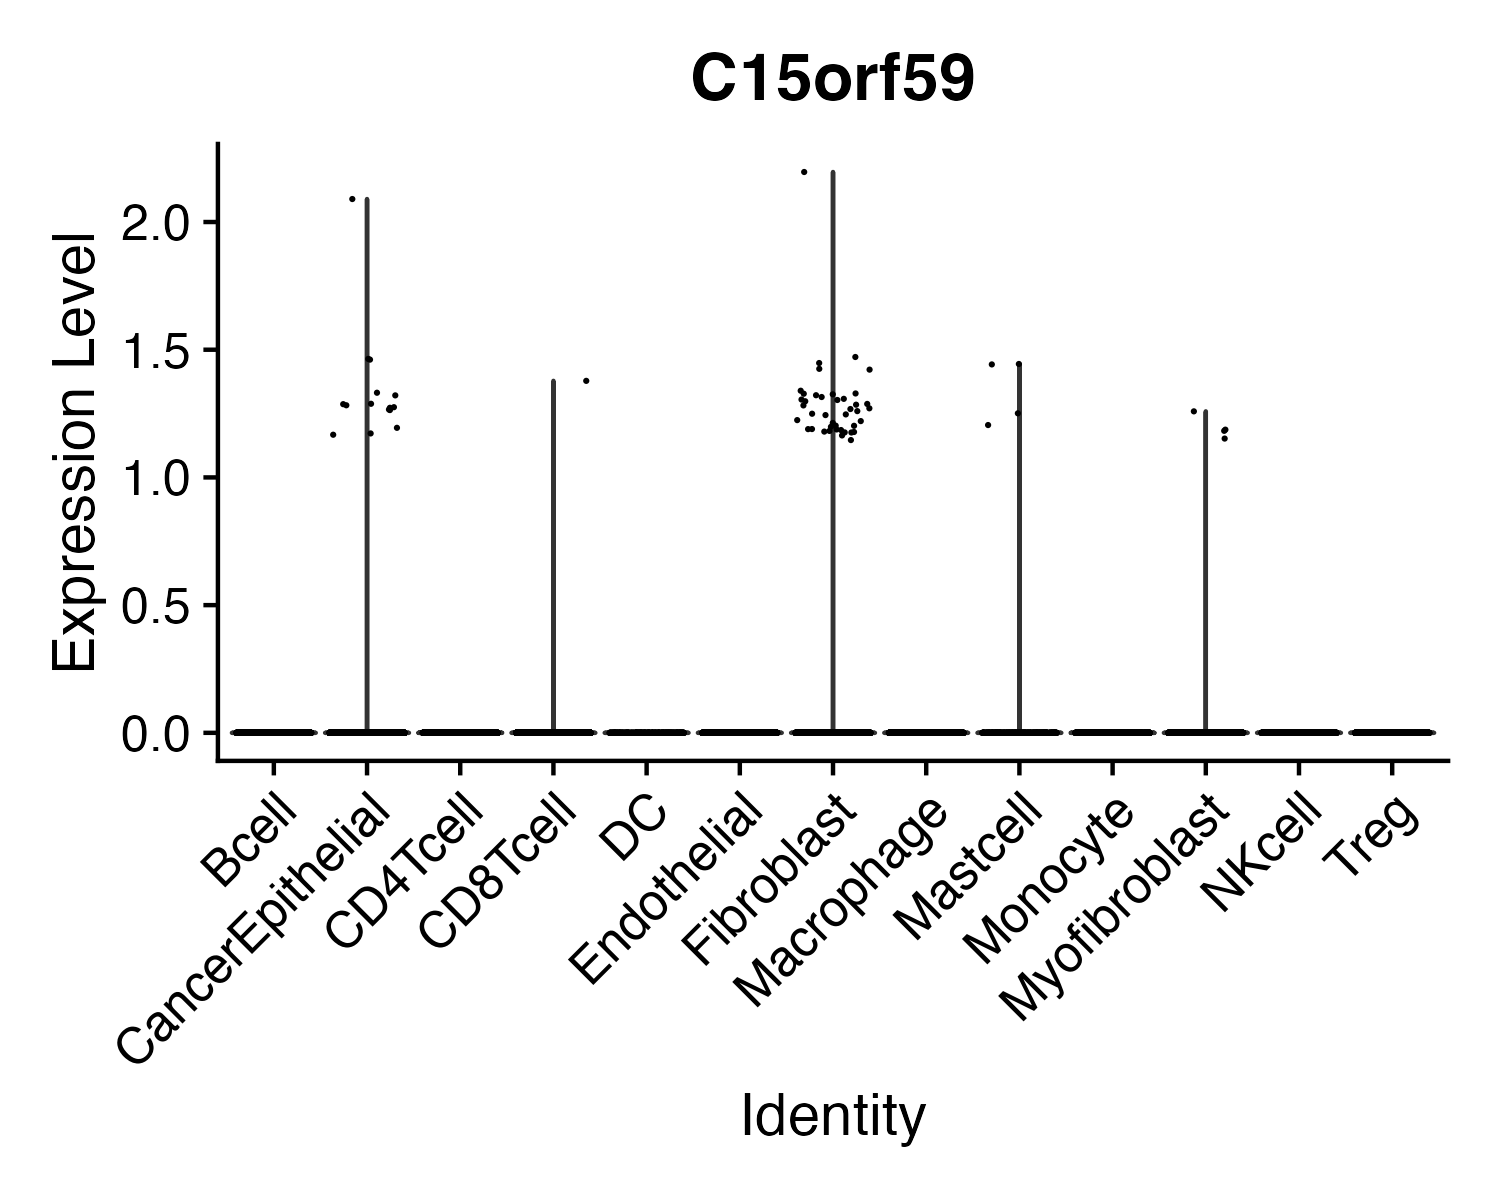 C15orf59
Expression Level
2.0
1.5
1.0
0.5
0.0
Bcell
CancerEpithelial
CD4Tcell
CD8Tcell
DC
Endothelial
Fibroblast
Macrophage
Mastcell
Monocyte
Myofibroblast
NKcell
Treg
Identity